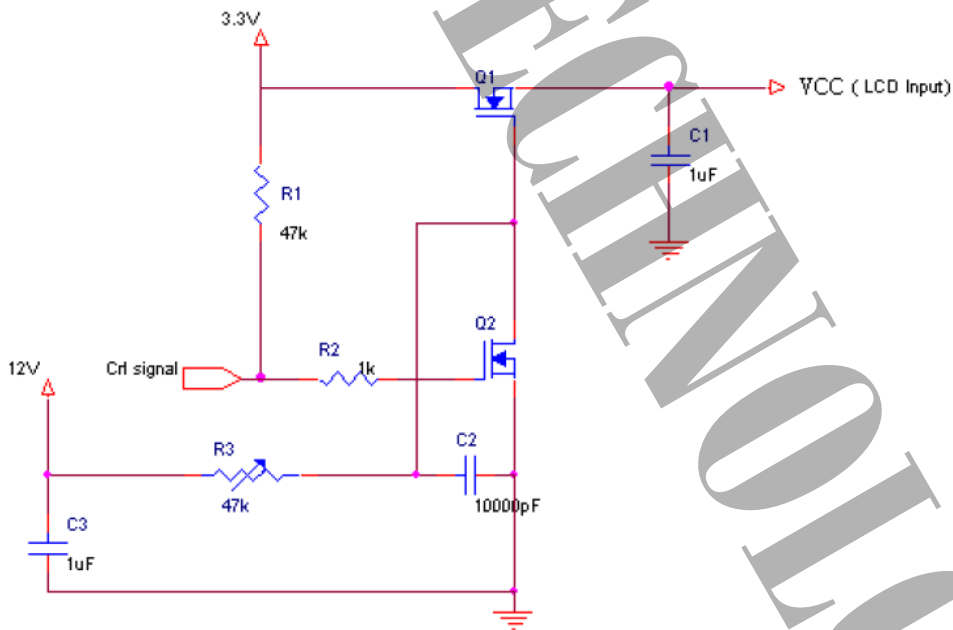 3.3V
Q1
VCC ( LCD Input)
C1
1uF
R1
47k
Q2
R2
1k
Crl signal
12V
R3
47k
C2
10000pF
C3
1uF
ECHNOLO